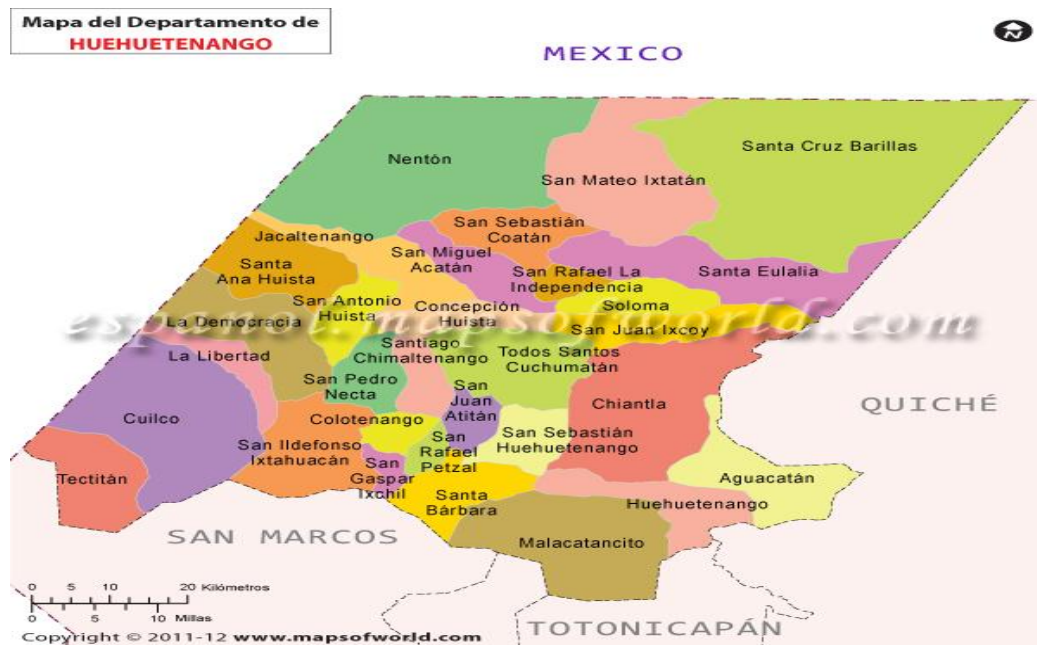 Mapa del Departamento de
HUEHUETENANGO
N
MEXICO
Nentón
Santa Cruz Barillas
San Mateo Ixtatán
San Sebastián
Coatán
Jacaltenango
San Miguel
Acatán
Santa
Ana Huista
San Rafael La
Independencia
Santa Eulalia
San Antonio
Huista
Concepción
Huista
Soloma
La Democracia
San Juan Ixcoy
espanol.mapsofworld.com
La Libertad
Santiago
Chimaltenango
Todos Santos
Cuchumatán
San Pedro
Necta
San
Juan
Atitán
Chiantla
QUICHÉ
Cuilco
Colotenango
San Sebastián
Huehuetenango
San Ildefonso
Ixtahuacán
San
Rafael
Petzal
San
Gaspar
Ixchil
Tectitán
Aguacatán
Santa
Bárbara
Huehuetenango
SAN MARCOS
Malacatancito
0 5 10 20 Kilómetros
0 5 10 Millas
TOTONICAPÁN
Copyright © 2011-12 www.mapsofworld.com